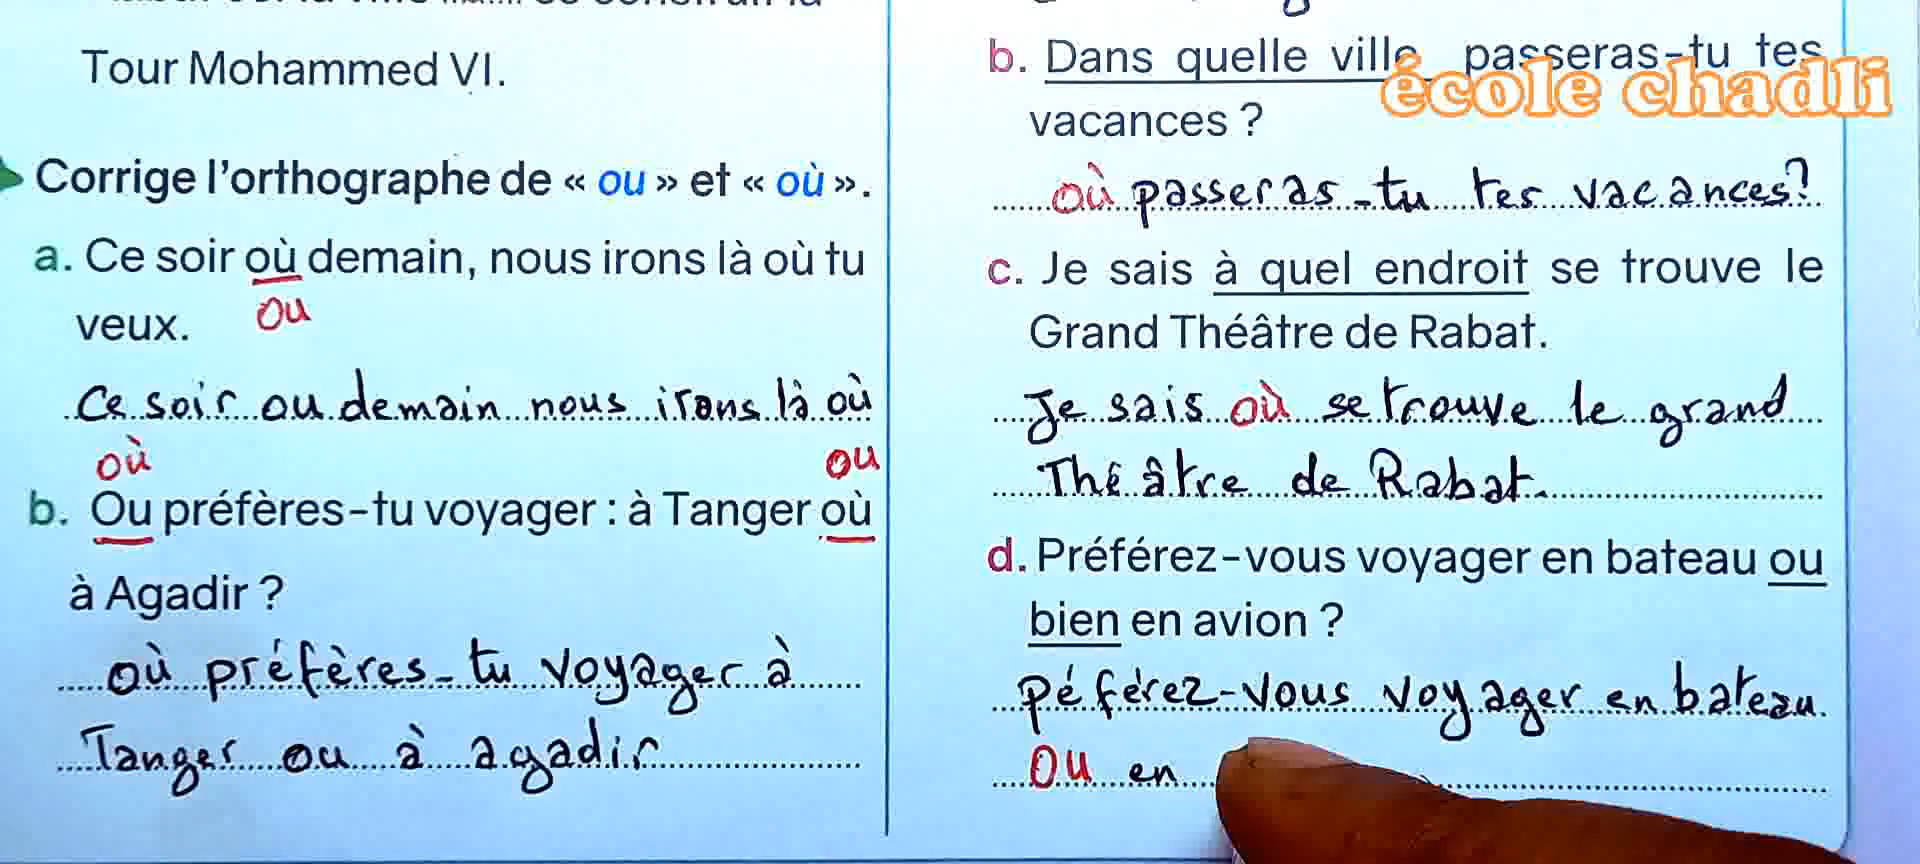 Tour Mohammed VI.
Corrige l'orthographe de « ou » et « où ».
a. Ce soir où demain, nous irons là où tu
veux.
ou
Ce soir ou demain nous irons là où
où
ou
b. Ou préfères-tu voyager : à Tanger où
à Agadir ?
où préfères-tu voyager à
Tanger ou à agadir
b. Dans quelle ville passeras-tu tes
école chadli
vacances ?
où passeras-tu tes vacances?
c. Je sais à quel endroit se trouve le
Grand Théâtre de Rabat.
Je sais où se trouve le grand
Théâtre de Rabat.
d. Préférez-vous voyager en bateau ou
bien en avion ?
péférez-vous voyager en bateau
ou en